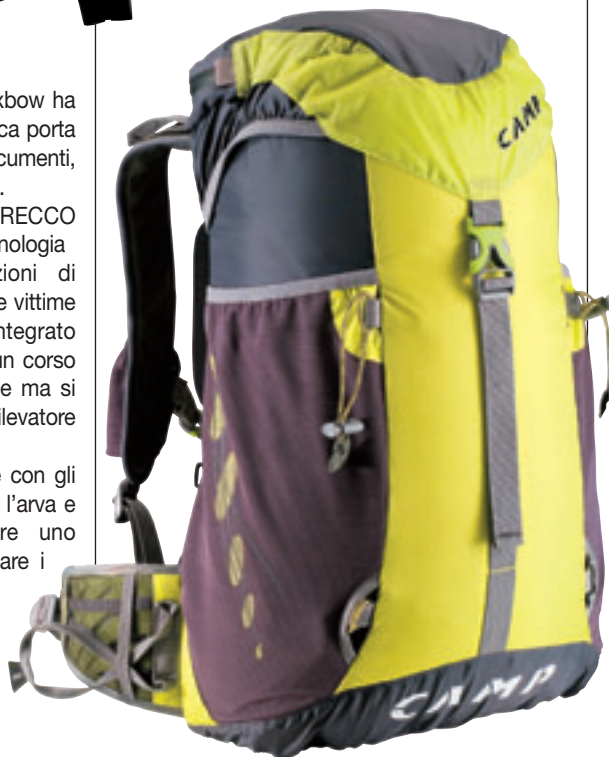 xbow ha
ca porta
cumenti,
.
RECCO
nologia
zioni di
e vittime
ntegrato
un corso
e ma si
ilevatore
e con gli
l'arva e
re uno
are i
CAMP
CAMP